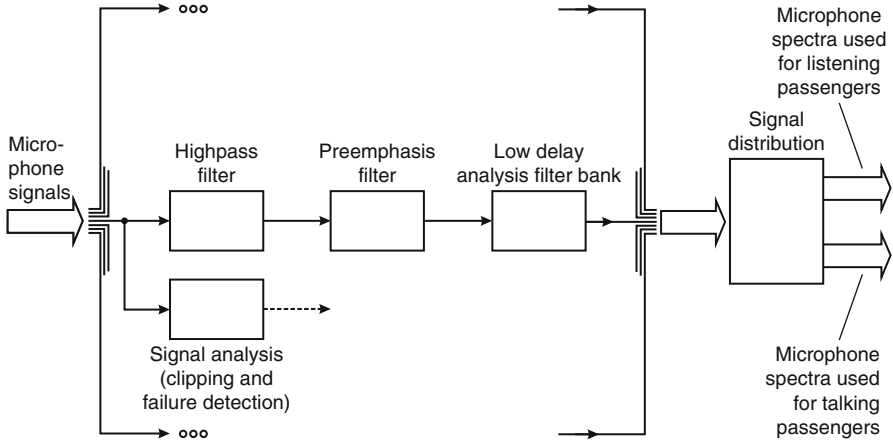 Micro-
phone
signals
Highpass
filter
Preemphasis
filter
Low delay
analysis filter bank
Signal analysis
(clipping and
failure detection)
Signal
distribution
Microphone
spectra used
for listening
passengers
Microphone
spectra used
for talking
passengers